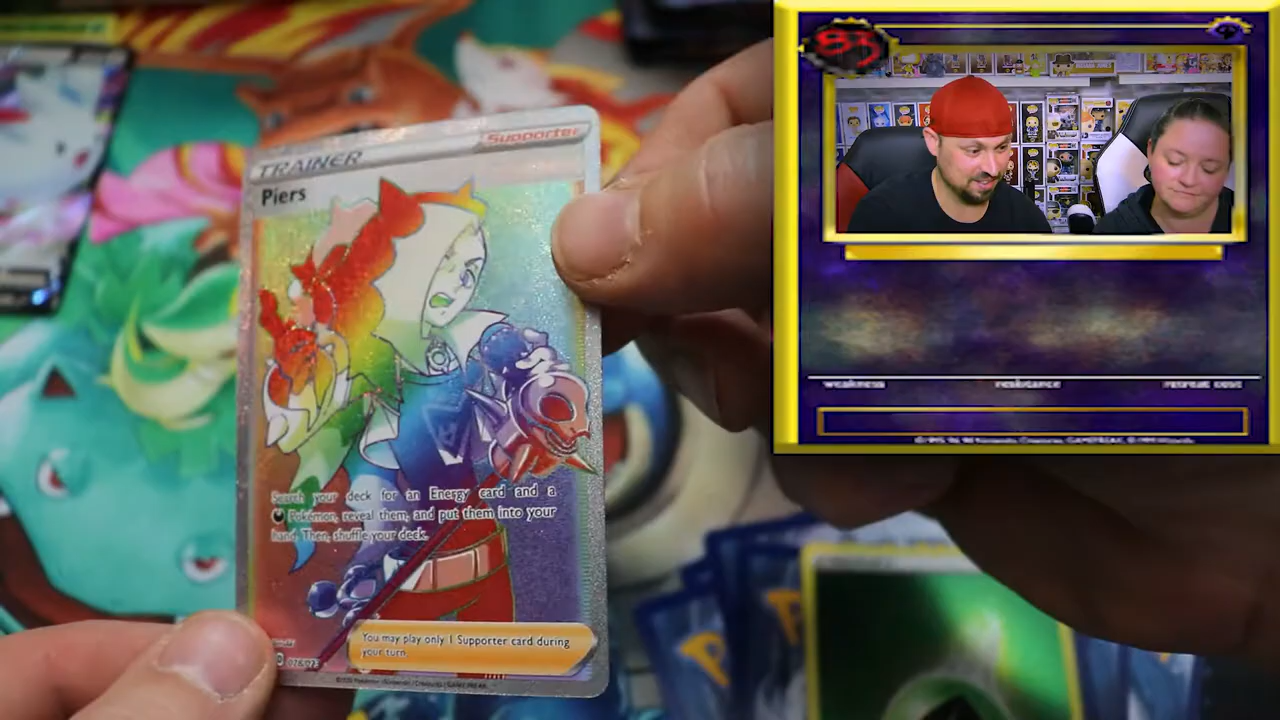 TRAINER
Supporter
Piers
Search your deck for an Energy card and a
Pokémon, reveal them, and put them into your
hand. Then, shuffle your deck.
You may play only 1 Supporter card during
your turn.
83
weakness
resistance
retreat cost